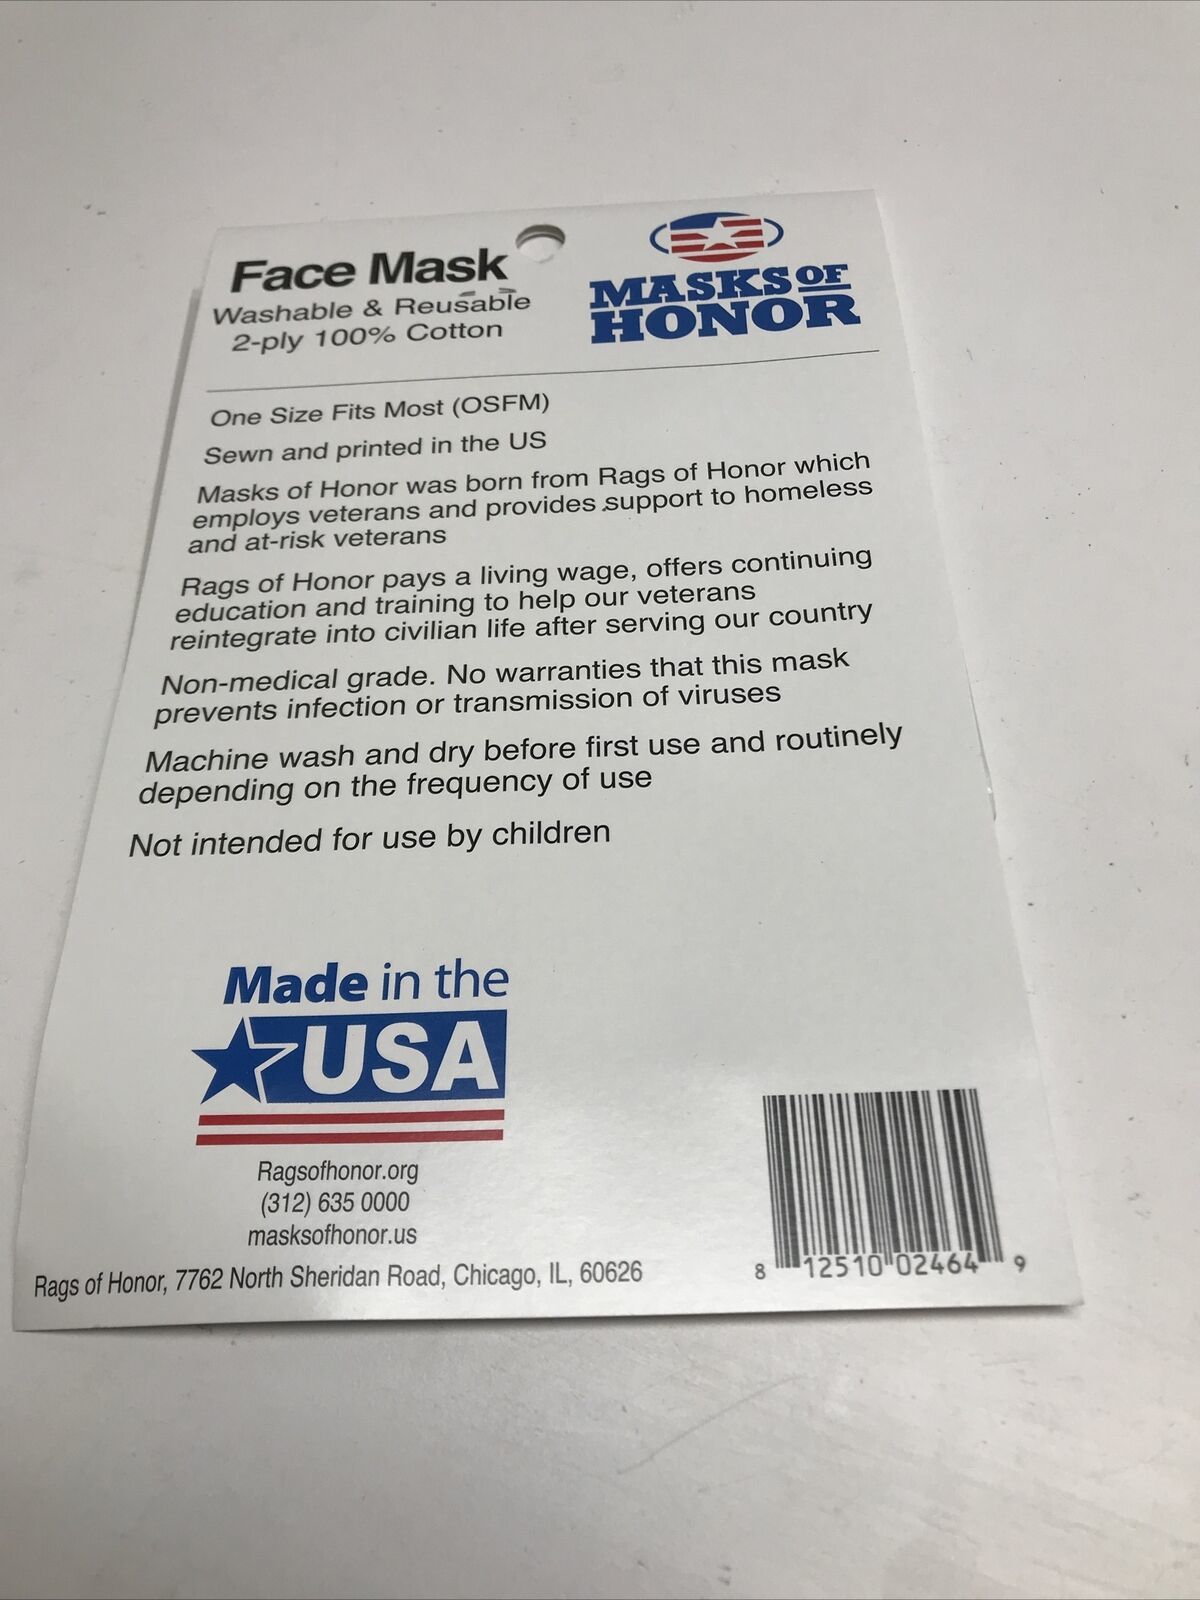 Face Mask
Washable & Reusable
2-ply 100% Cotton
MASKS OF
HONOR
One Size Fits Most (OSFM)
Sewn and printed in the US
Masks of Honor was born from Rags of Honor which
employs veterans and provides support to homeless
and at-risk veterans
Rags of Honor pays a living wage, offers continuing
education and training to help our veterans
reintegrate into civilian life after serving our country
Non-medical grade. No warranties that this mask
prevents infection or transmission of viruses
Machine wash and dry before first use and routinely
depending on the frequency of use
Not intended for use by children
Made in the
USA
Ragsofhonor.org
(312) 635 0000
masksofhonor.us
Rags of Honor, 7762 North Sheridan Road, Chicago, IL, 60626
8 12510 02464 9